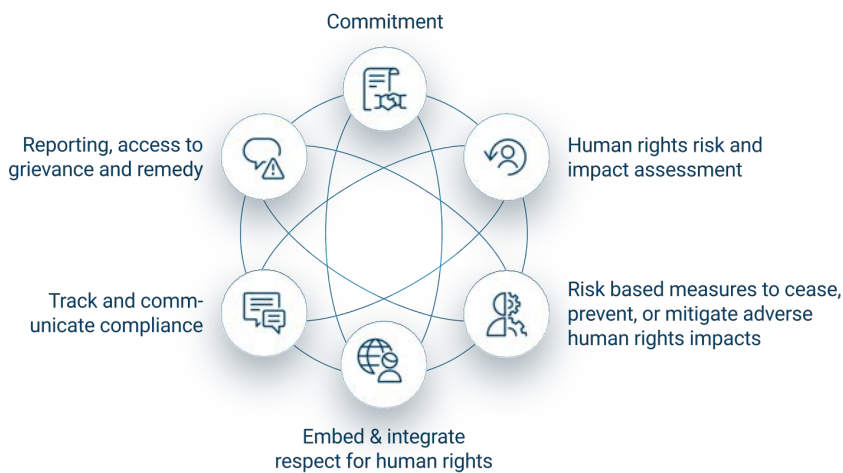 Commitment
Human rights risk and
impact assessment
Risk based measures to cease,
prevent, or mitigate adverse
human rights impacts
Embed & integrate
respect for human rights
Track and comm-
unicate compliance
Reporting, access to
grievance and remedy